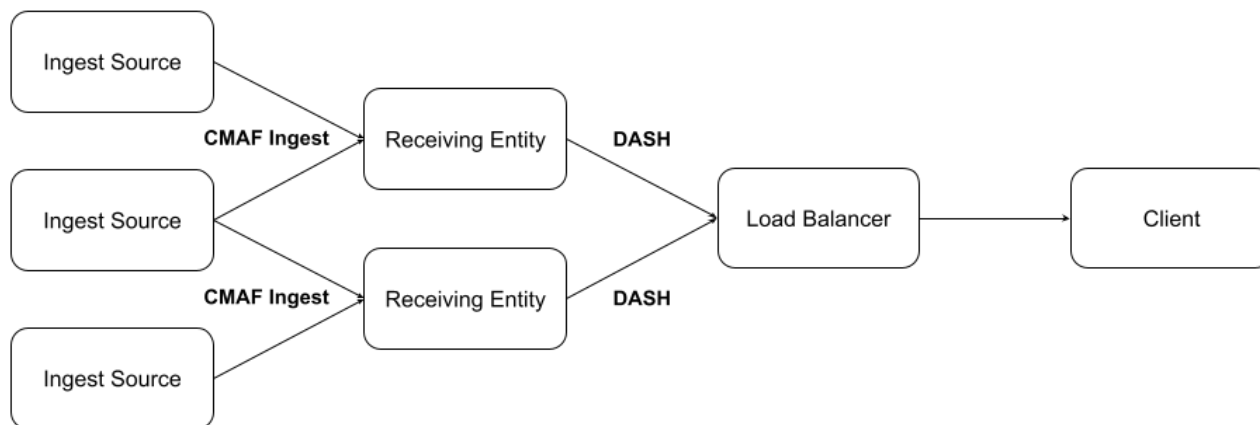 Ingest Source
Ingest Source
Ingest Source
CMAF Ingest
CMAF Ingest
Receiving Entity
Receiving Entity
DASH
DASH
Load Balancer
Client